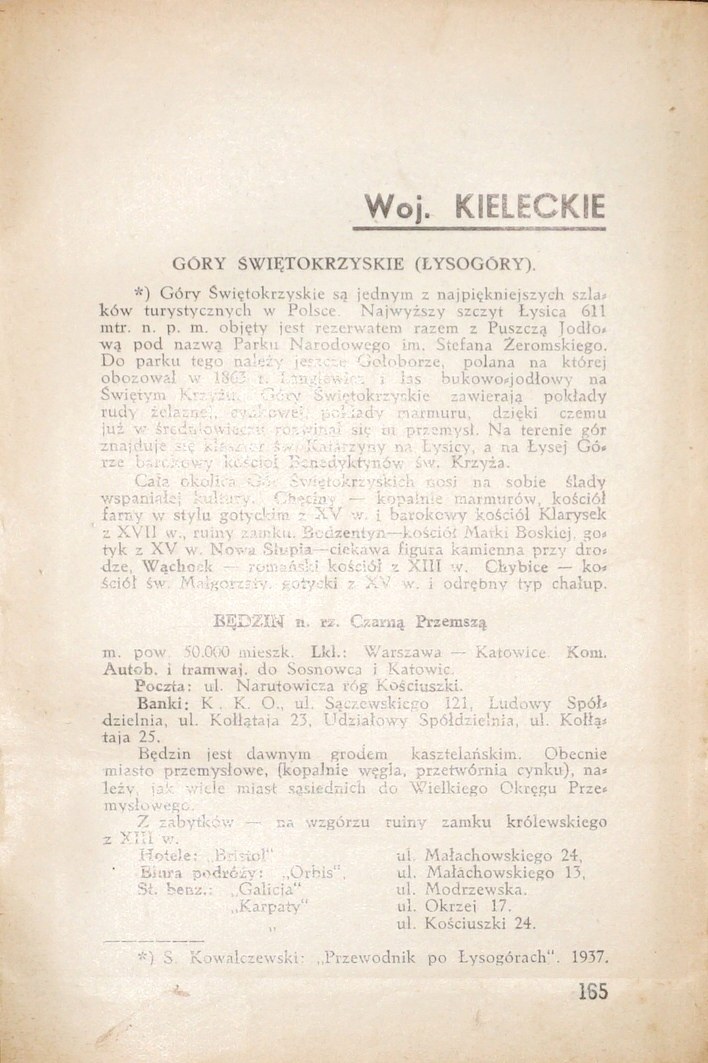 Woj. KIELECKIE
GÓRY ŚWIĘTOKRZYSKIE (ŁYSOGÓRY).
*) Góry Świętokrzyskie są jednym z najpiękniejszych szla-
ków turystycznych w Polsce. Najwyższy szczyt Łysica 611
mtr. n. p. m. objęty jest rezerwatem razem z Puszczą Jodło-
wą pod nazwą Parku Narodowego im. Stefana Żeromskiego.
Do parku tego należy jeszcze Gołoborze, polana na której
obozował w 1863 r. Langiewicz i las bukowo-jodłowy na
Świętym Krzyżu. Góry Świętokrzyskie zawierają pokłady
rudy żelaznej, cynkowej, pokłady marmuru, dzięki czemu
już w średniowieczu rozwinął się tu przemysł. Na terenie gór
znajduje się klasztor św. Katarzyny na Łysicy, a na Łysej Gó-
rze barokowy kościół Benedyktynów św. Krzyża.
Cała okolica Gór Świętokrzyskich nosi na sobie ślady
wspaniałej kultury. Chęciny — kopalnie marmurów, kościół
farny w stylu gotyckim z XV w. i barokowy kościół Klarysek
z XVII w., ruiny zamku. Bodzentyn—kościół Matki Boskiej, go-
tyk z XV w. Nowa Słupia—ciekawa figura kamienna przy dro-
dze, Wąchock — romański kościół z XIII w. Chybice — ko-
ściół św. Małgorzaty, gotycki z XV w. i odrębny typ chałup.
BĘDZIN n. rz. Czarną Przemszą
m. pow. 50.000 mieszk. Lkl.: Warszawa — Katowice. Kom.
Autob. i tramwaj. do Sosnowca i Katowic.
Poczta: ul. Narutowicza róg Kościuszki.
Banki: K. K. O., ul. Sączewskiego 121, Ludowy Spół-
dzielnia, ul. Kołłątaja 23, Udziałowy Spółdzielnia, ul. Kołłą-
taja 25.
Będzin jest dawnym grodem kasztelańskim. Obecnie
miasto przemysłowe, (kopalnie węgla, przetwórnia cynku), na-
leży, jak wiele miast sąsiednich do Wielkiego Okręgu Prze-
mysłowego.
Z zabytków — na wzgórzu ruiny zamku królewskiego
z XIII w.
Hotele: „Bristol“ ul. Małachowskiego 24,
Biura podróży: „Orbis“, ul. Małachowskiego 13,
St. benz.: „Galicja“ ul. Modrzewska.
„Karpaty“ ul. Okrzei 17.
„ ul. Kościuszki 24.
*) S. Kowalczewski: „Przewodnik po Łysogórach“. 1937.
165